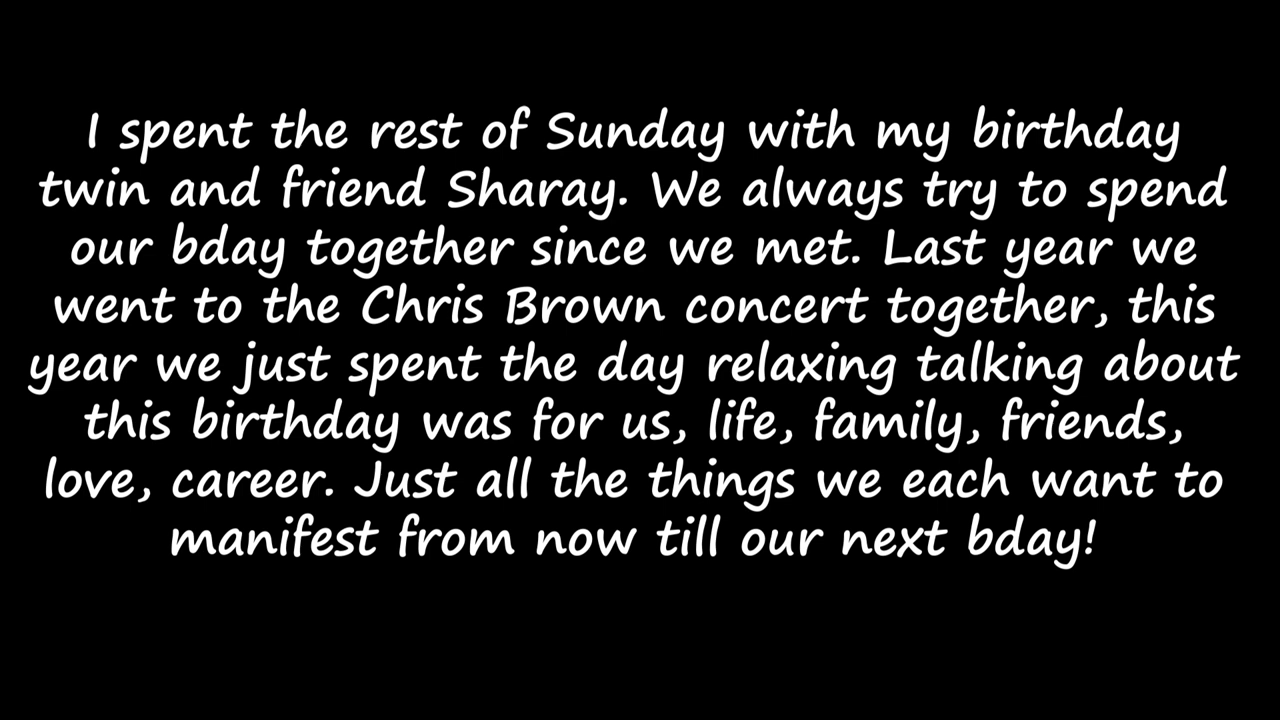 I spent the rest of Sunday with my birthday
twin and friend Sharay. We always try to spend
our bday together since we met. Last year we
went to the Chris Brown concert together, this
year we just spent the day relaxing talking about
this birthday was for us, life, family, friends,
love, career. Just all the things we each want to
manifest from now till our next bday!